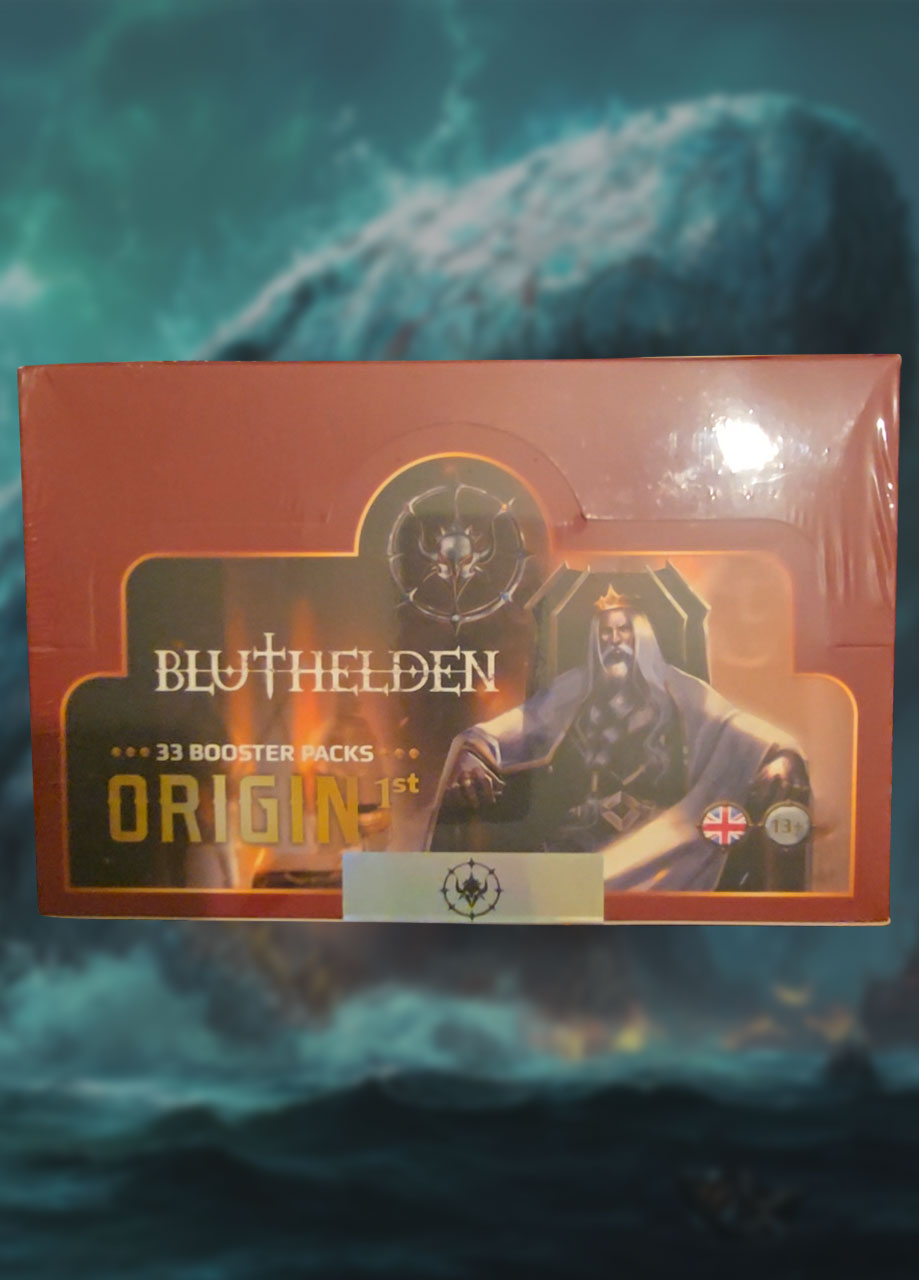 BLUTHELDEN
33 BOOSTER PACKS
ORIGIN 1st
13+